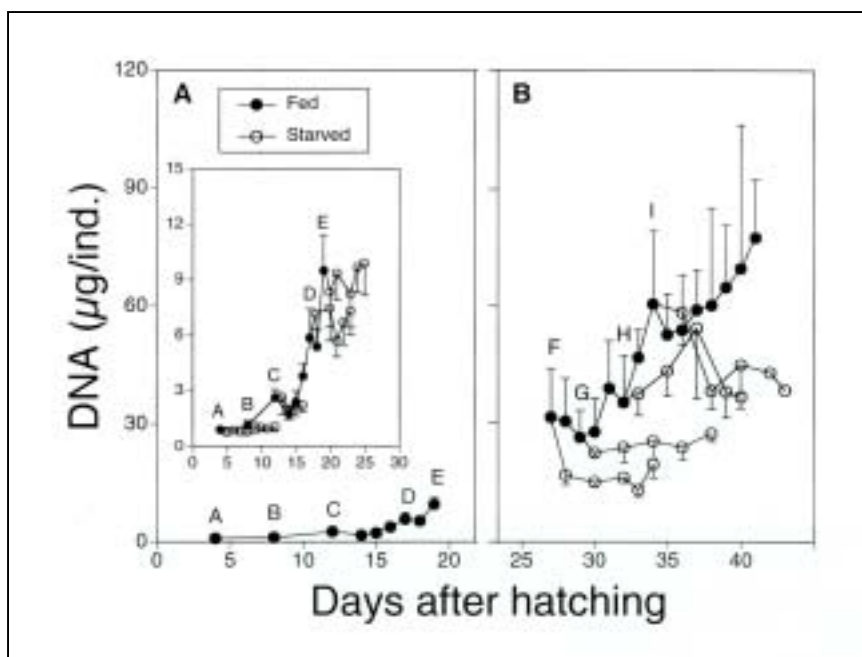 A
B
Fed
Starved
DNA (µg/ind.)
120
90
60
30
0
15
12
9
6
3
0
A
B
C
D
E
0 5 10 15 20 25 30
A
B
C
D
E
0 5 10 15 20
F
G
H
I
25 30 35 40
Days after hatching